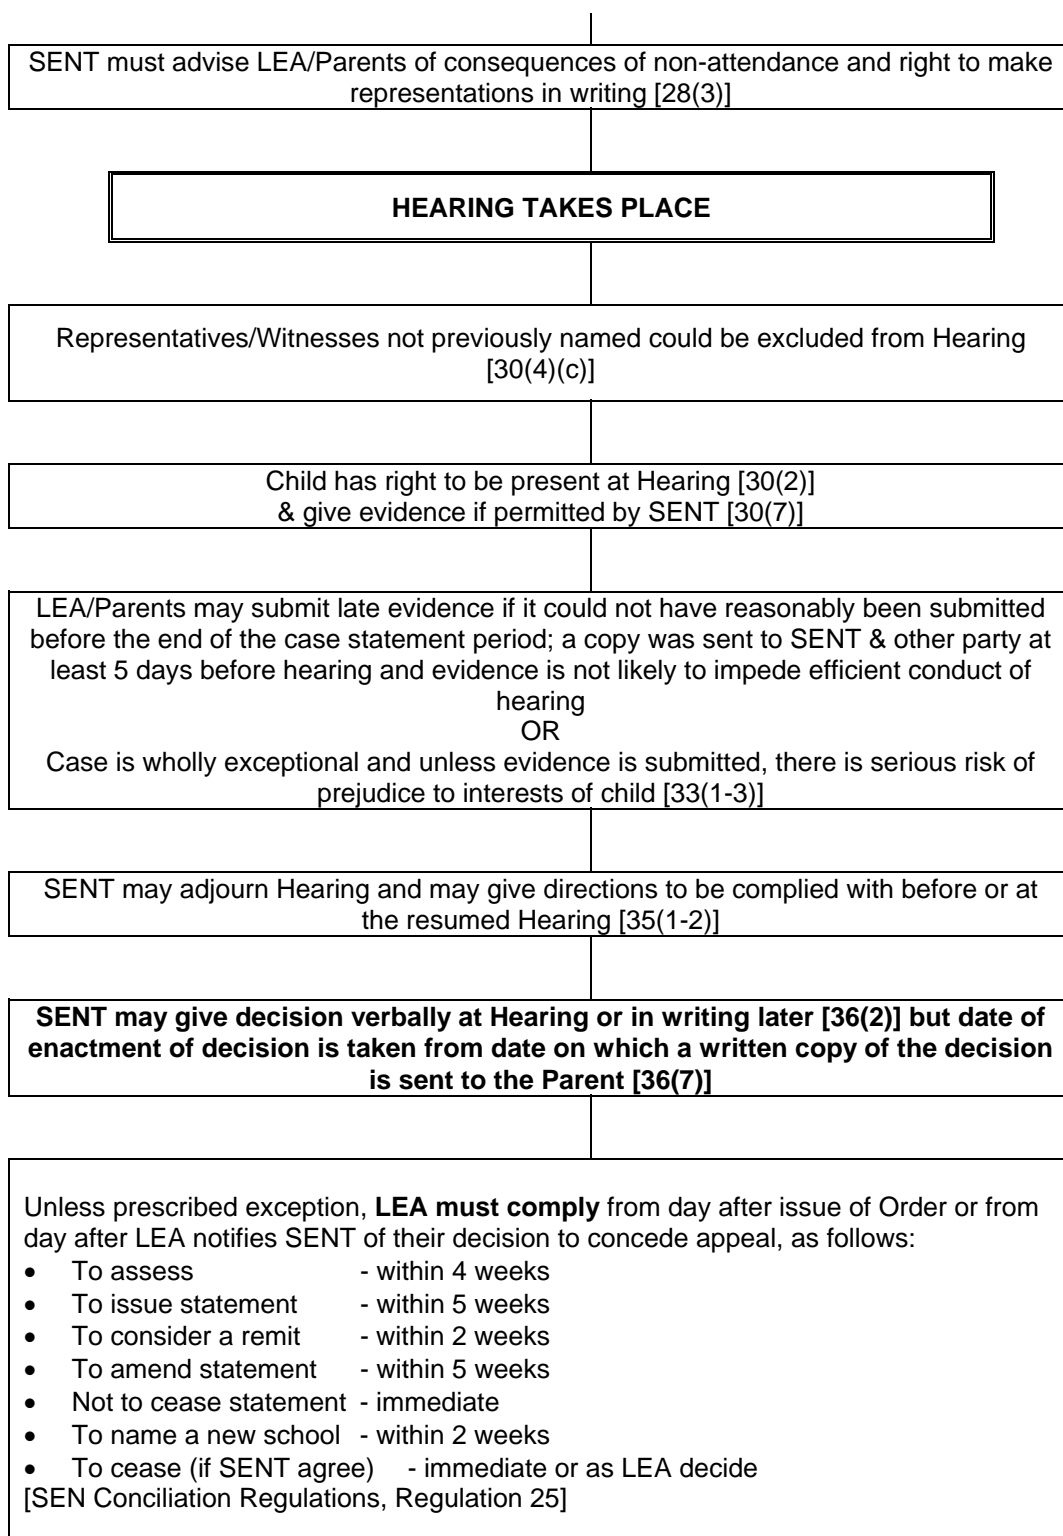 SENT must advise LEA/Parents of consequences of non-attendance and right to make
representations in writing [28(3)]
HEARING TAKES PLACE
Representatives/Witnesses not previously named could be excluded from Hearing
[30(4)(c)]
Child has right to be present at Hearing [30(2)]
& give evidence if permitted by SENT [30(7)]
LEA/Parents may submit late evidence if it could not have reasonably been submitted
before the end of the case statement period; a copy was sent to SENT & other party at
least 5 days before hearing and evidence is not likely to impede efficient conduct of
hearing
OR
Case is wholly exceptional and unless evidence is submitted, there is serious risk of
prejudice to interests of child [33(1-3)]
SENT may adjourn Hearing and may give directions to be complied with before or at
the resumed Hearing [35(1-2)]
SENT may give decision verbally at Hearing or in writing later [36(2)] but date of
enactment of decision is taken from date on which a written copy of the decision
is sent to the Parent [36(7)]
Unless prescribed exception, LEA must comply from day after issue of Order or from
day after LEA notifies SENT of their decision to concede appeal, as follows:
• To assess - within 4 weeks
• To issue statement - within 5 weeks
• To consider a remit - within 2 weeks
• To amend statement - within 5 weeks
• Not to cease statement - immediate
• To name a new school - within 2 weeks
• To cease (if SENT agree) - immediate or as LEA decide
[SEN Conciliation Regulations, Regulation 25]